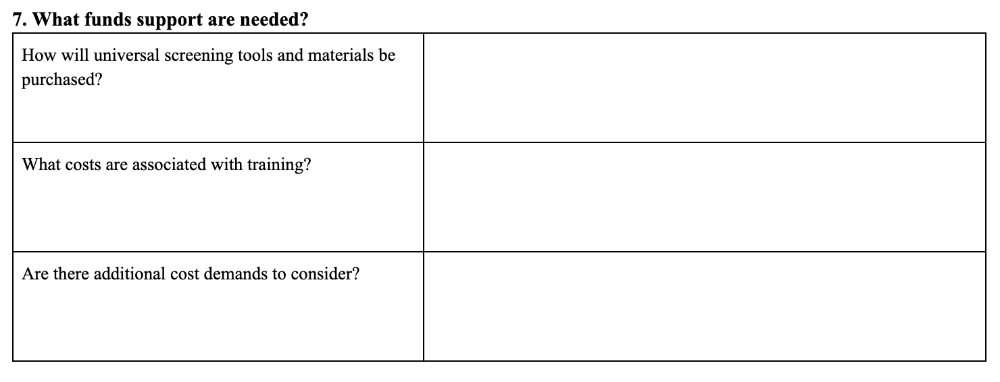 7. What funds support are needed?
How will universal screening tools and materials be
purchased?
What costs are associated with training?
Are there additional cost demands to consider?